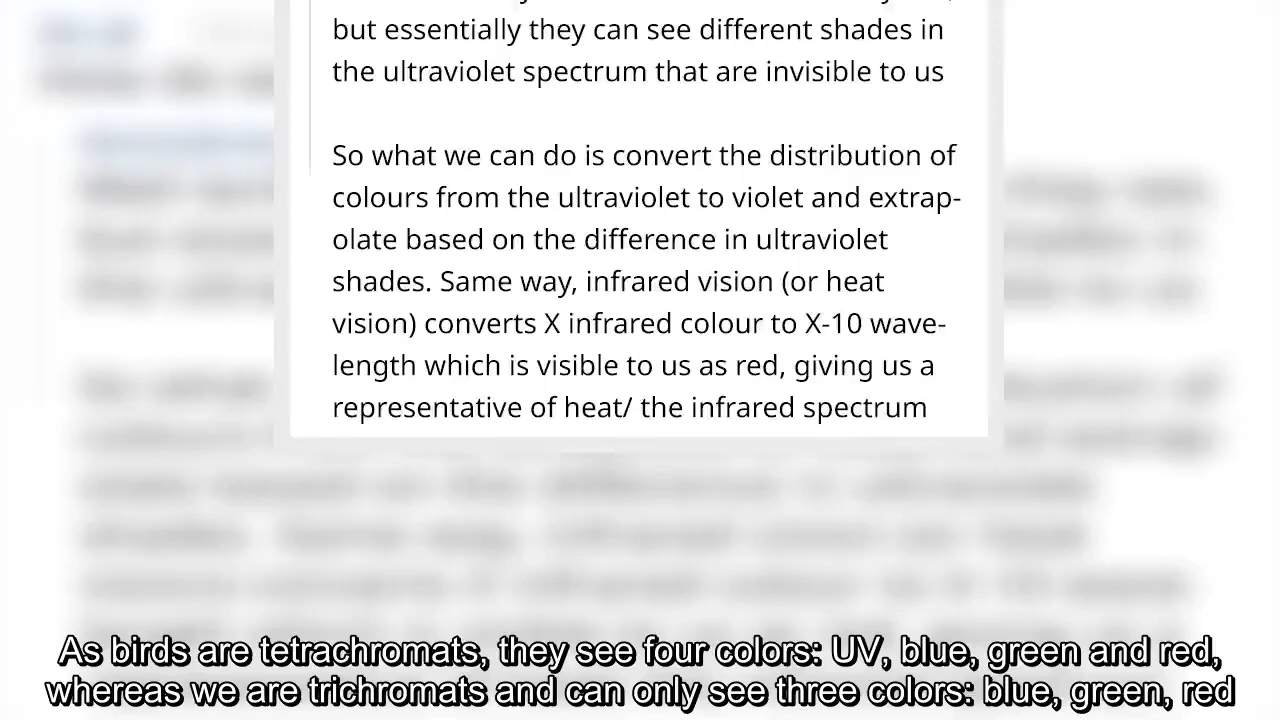 but essentially they can see different shades in
the ultraviolet spectrum that are invisible to us
So what we can do is convert the distribution of
colours from the ultraviolet to violet and extrap-
olate based on the difference in ultraviolet
shades. Same way, infrared vision (or heat
vision) converts X infrared colour to X-10 wave-
length which is visible to us as red, giving us a
representative of heat/ the infrared spectrum
As birds are tetrachromats, they see four colors: UV, blue, green and red,
whereas we are trichromats and can only see three colors: blue, green, red